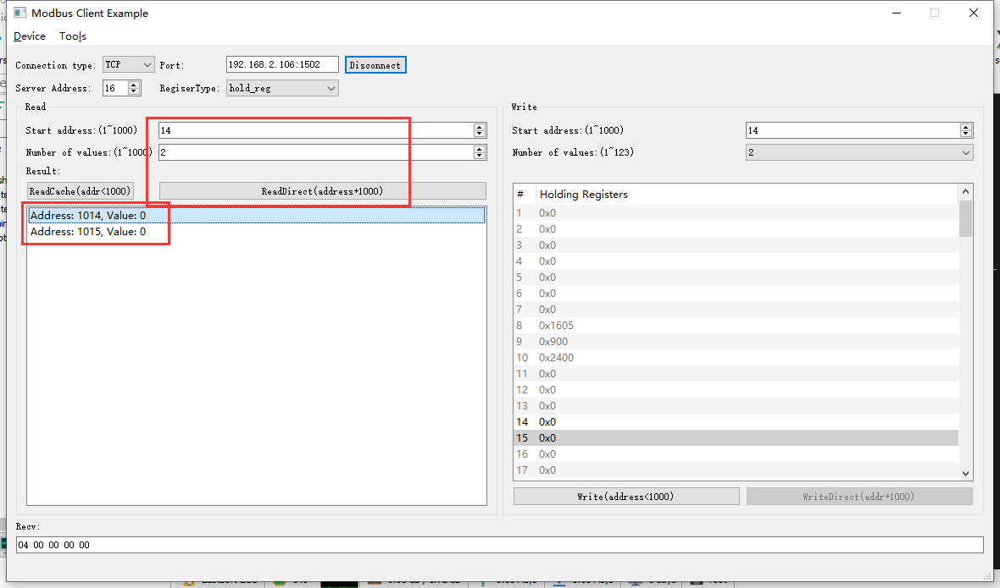 Modbus Client Example
Device Tools
Connection type: TCP Port: 192.168.2.106:1502 Disconnect
Server Address: 16 RegiserType: hold_reg
Read
Start address:(1~1000) 14
Number of values:(1~1000) 2
Result:
ReadCache(addr<1000) ReadDirect(address+1000)
Address: 1014, Value: 0
Address: 1015, Value: 0
Write
Start address:(1~1000) 14
Number of values:(1~123) 2
# Holding Registers
1 0x0
2 0x0
3 0x0
4 0x0
5 0x0
6 0x0
7 0x0
8 0x1605
9 0x900
10 0x2400
11 0x0
12 0x0
13 0x0
14 0x0
15 0x0
16 0x0
17 0x0
Write(address<1000) WriteDirect(addr+1000)
Recv:
04 00 00 00 00